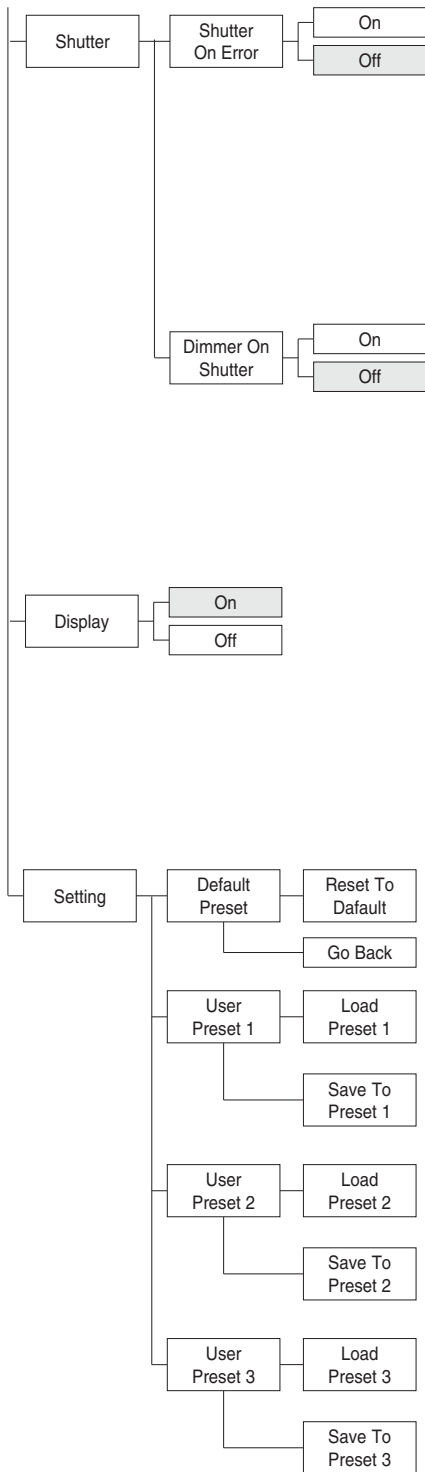 Shutter
Shutter
On Error
On
Off
Dimmer On
Shutter
On
Off
Display
On
Off
Setting
Default
Preset
Reset To
Dafault
Go Back
User
Preset 1
Load
Preset 1
Save To
Preset 1
User
Preset 2
Load
Preset 2
Save To
Preset 2
User
Preset 3
Load
Preset 3
Save To
Preset 3